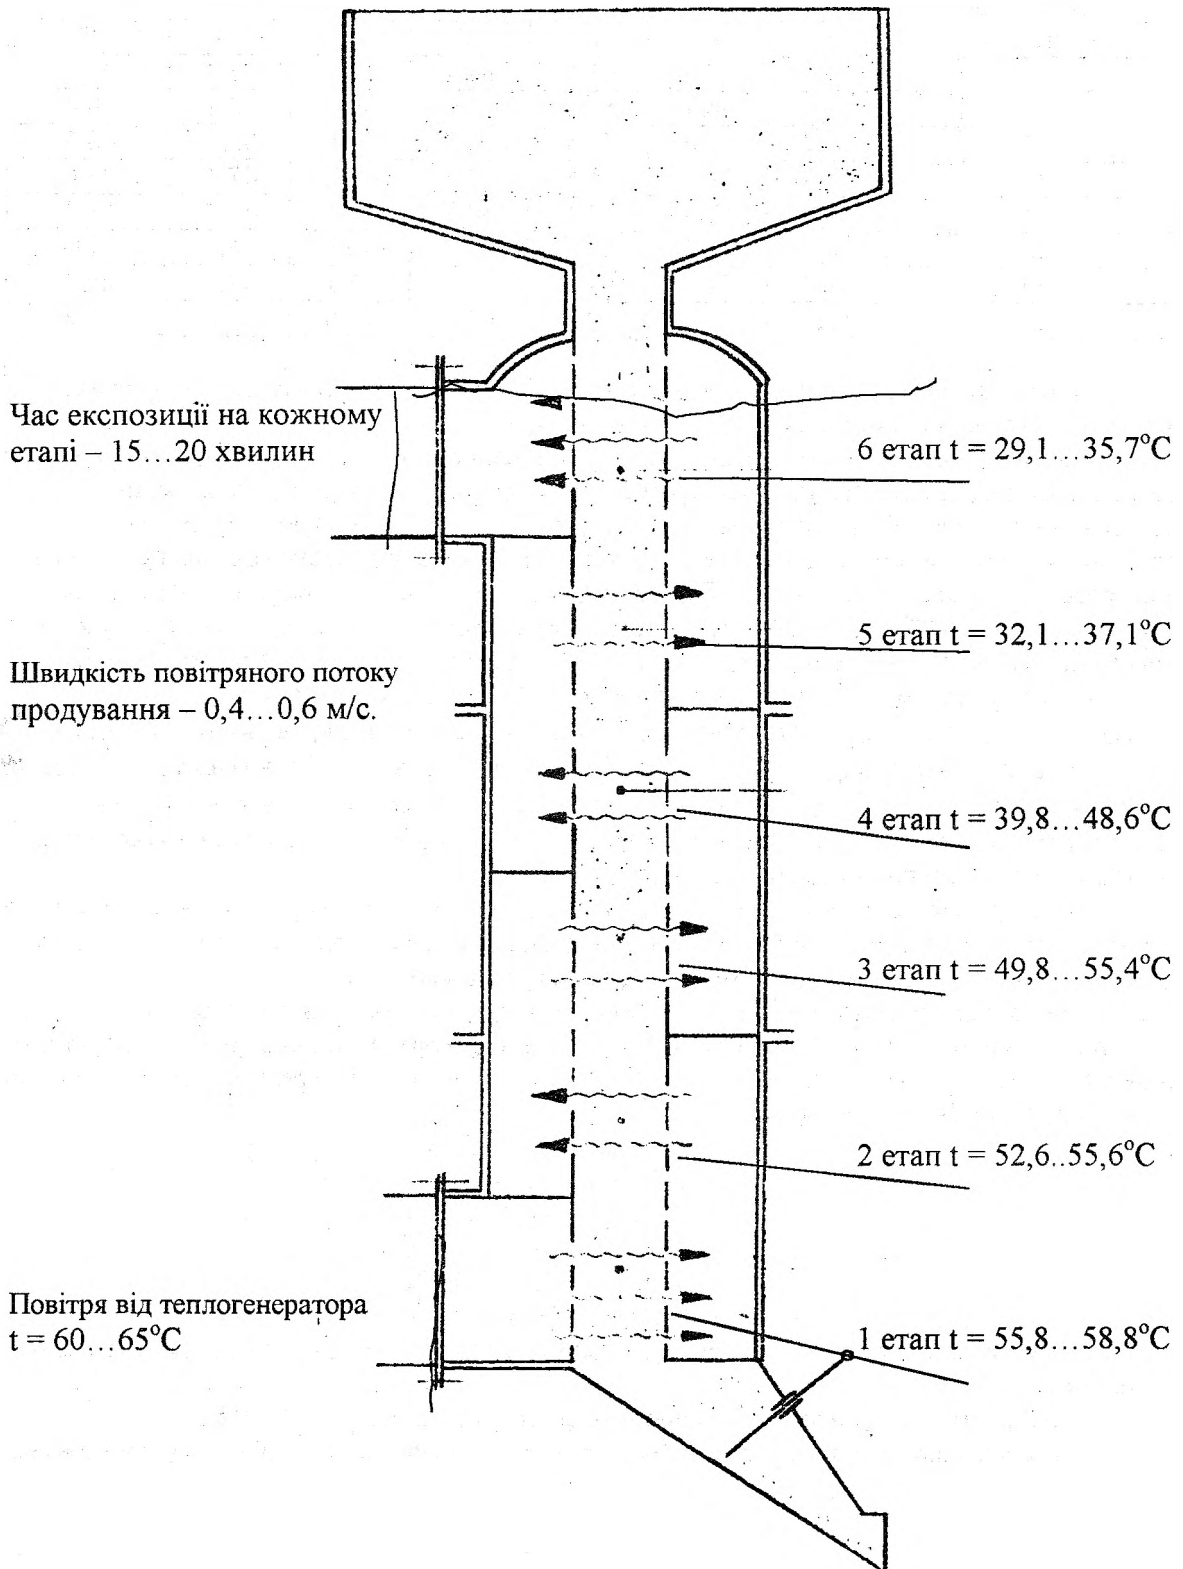 Час експозиції на кожному
етапі – 15…20 хвилин
6 етап t = 29,1…35,7°C
5 етап t = 32,1…37,1°C
Швидкість повітряного потоку
продування – 0,4…0,6 м/с.
4 етап t = 39,8…48,6°C
3 етап t = 49,8…55,4°C
2 етап t = 52,6..55,6°C
Повітря від теплогенератора
t = 60…65°C
1 етап t = 55,8…58,8°C